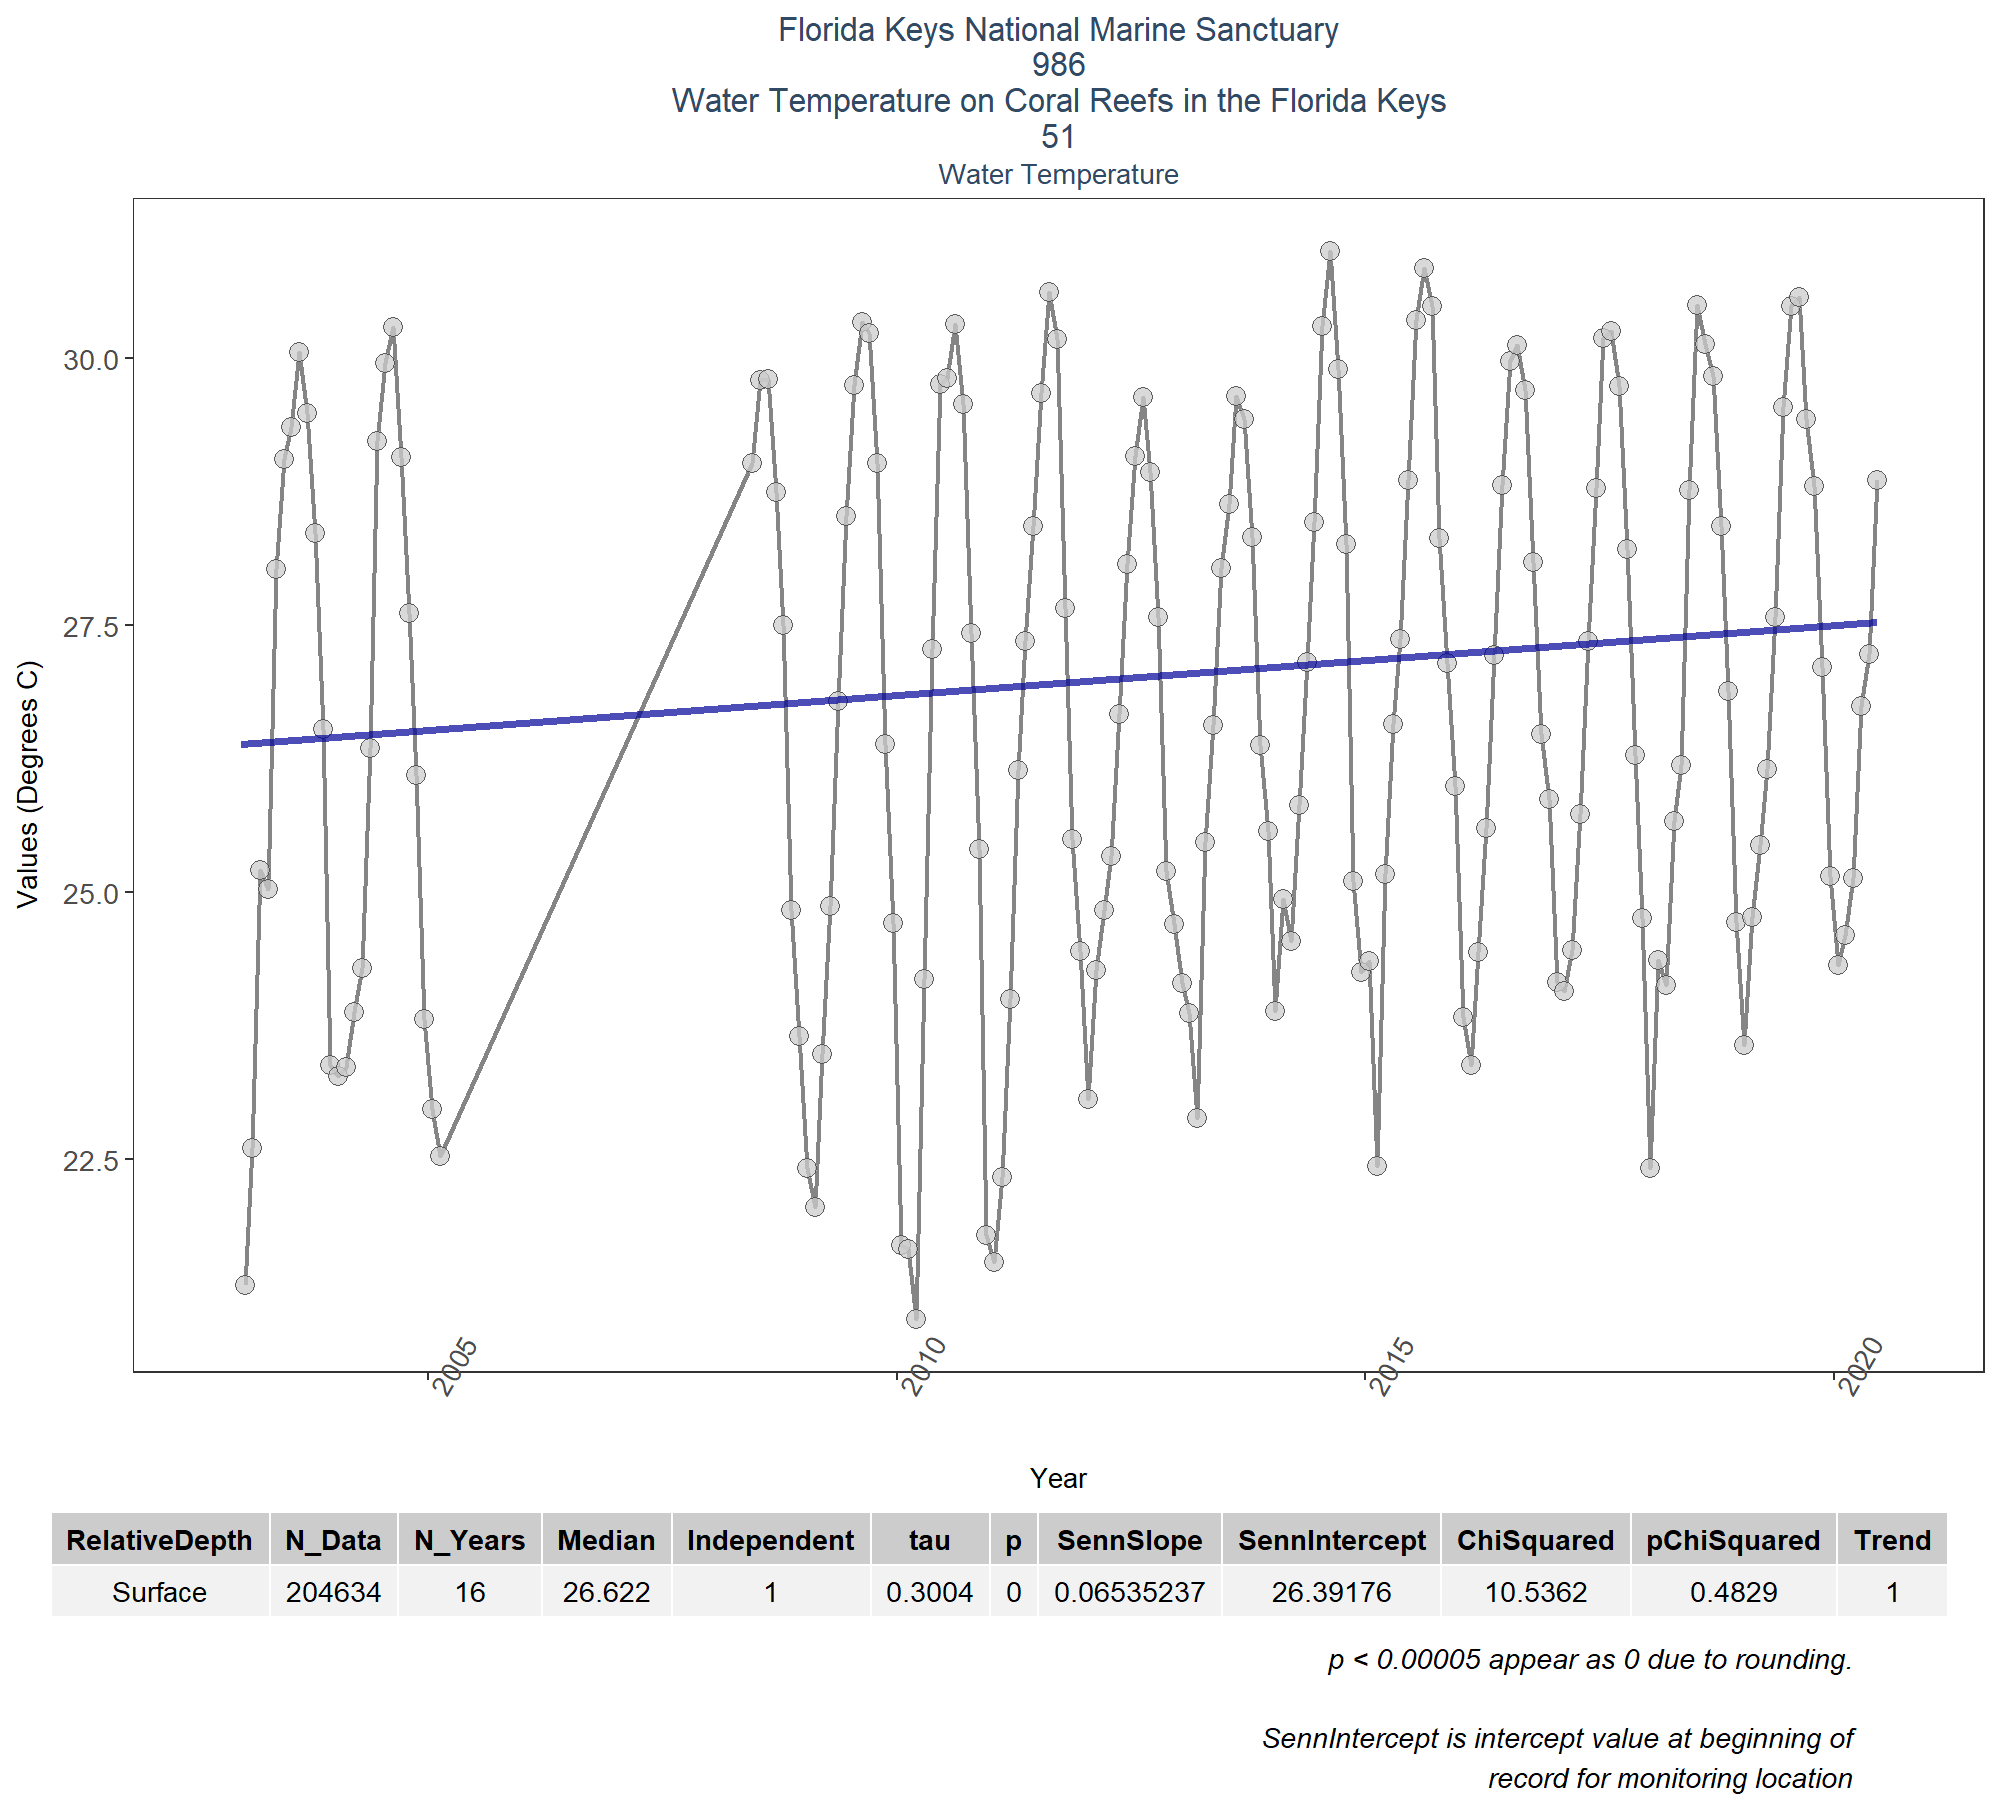 Florida Keys National Marine Sanctuary
986
Water Temperature on Coral Reefs in the Florida Keys
51
Water Temperature
30.0
27.5
25.0
22.5
Values (Degrees C)
2005 2010 2015 2020
Year
RelativeDepth N_Data N_Years Median Independent tau p SennSlope SennIntercept ChiSquared pChiSquared Trend
Surface 204634 16 26.622 1 0.3004 0 0.06535237 26.39176 10.5362 0.4829 1
p < 0.00005 appear as 0 due to rounding.
SennIntercept is intercept value at beginning of
record for monitoring location